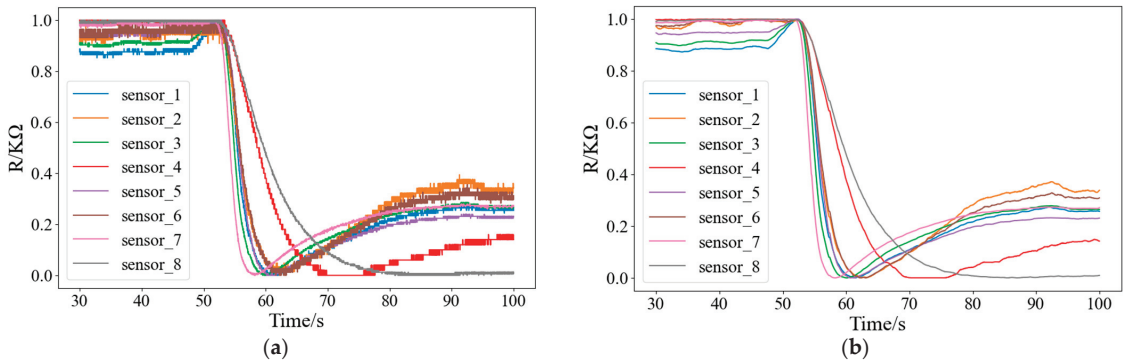 R/KΩ
1.0
0.8
0.6
0.4
0.2
0.0
sensor_1
sensor_2
sensor_3
sensor_4
sensor_5
sensor_6
sensor_7
sensor_8
30 40 50 60 70 80 90 100
Time/s
(a)
R/KΩ
1.0
0.8
0.6
0.4
0.2
0.0
sensor_1
sensor_2
sensor_3
sensor_4
sensor_5
sensor_6
sensor_7
sensor_8
30 40 50 60 70 80 90 100
Time/s
(b)